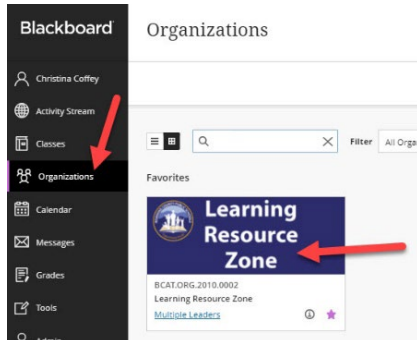 Blackboard
Organizations
Christina Coffey
Activity Stream
Classes
Organizations
Calendar
Messages
Grades
Tools
Filter
All Orga
Favorites
Learning
Resource
Zone
BCAT.ORG.2010.0002
Learning Resource Zone
Multiple Leaders